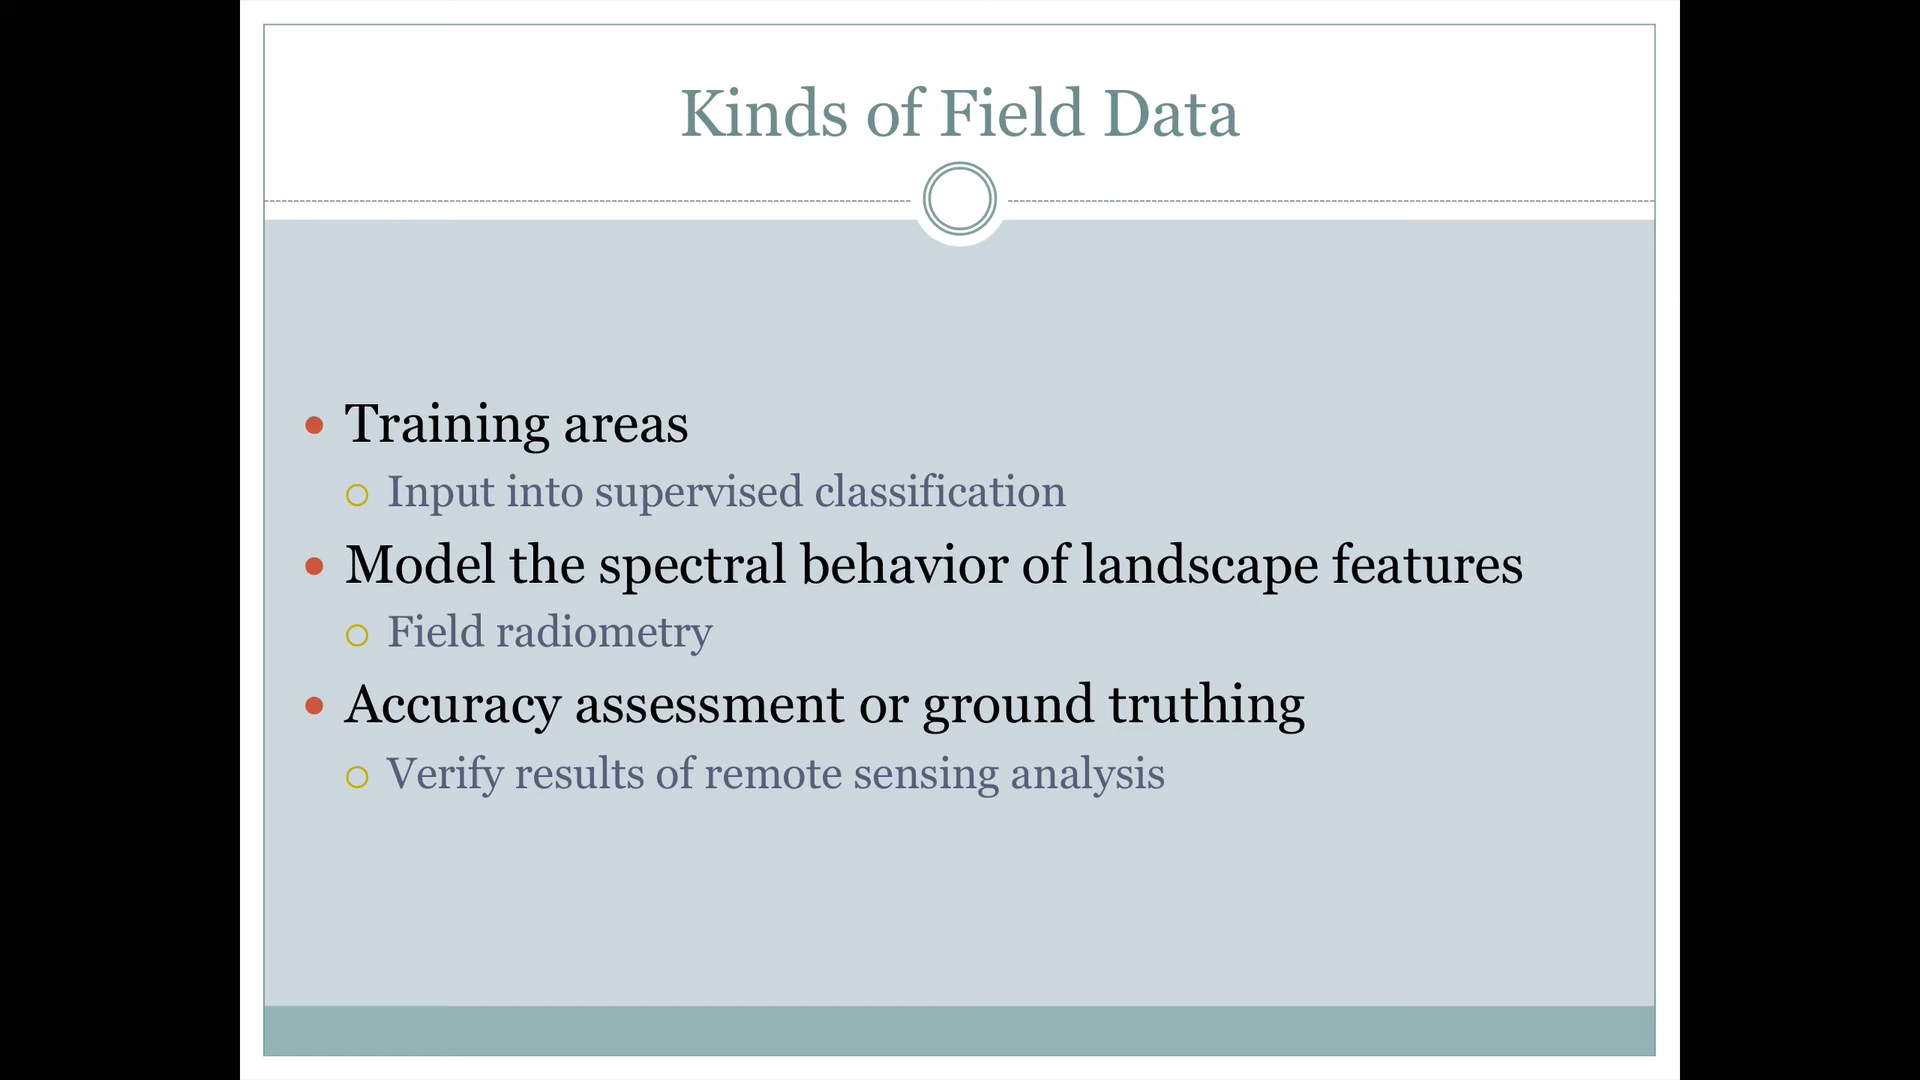 Kinds of Field Data
Training areas
Input into supervised classification
Model the spectral behavior of landscape features
Field radiometry
Accuracy assessment or ground truthing
Verify results of remote sensing analysis